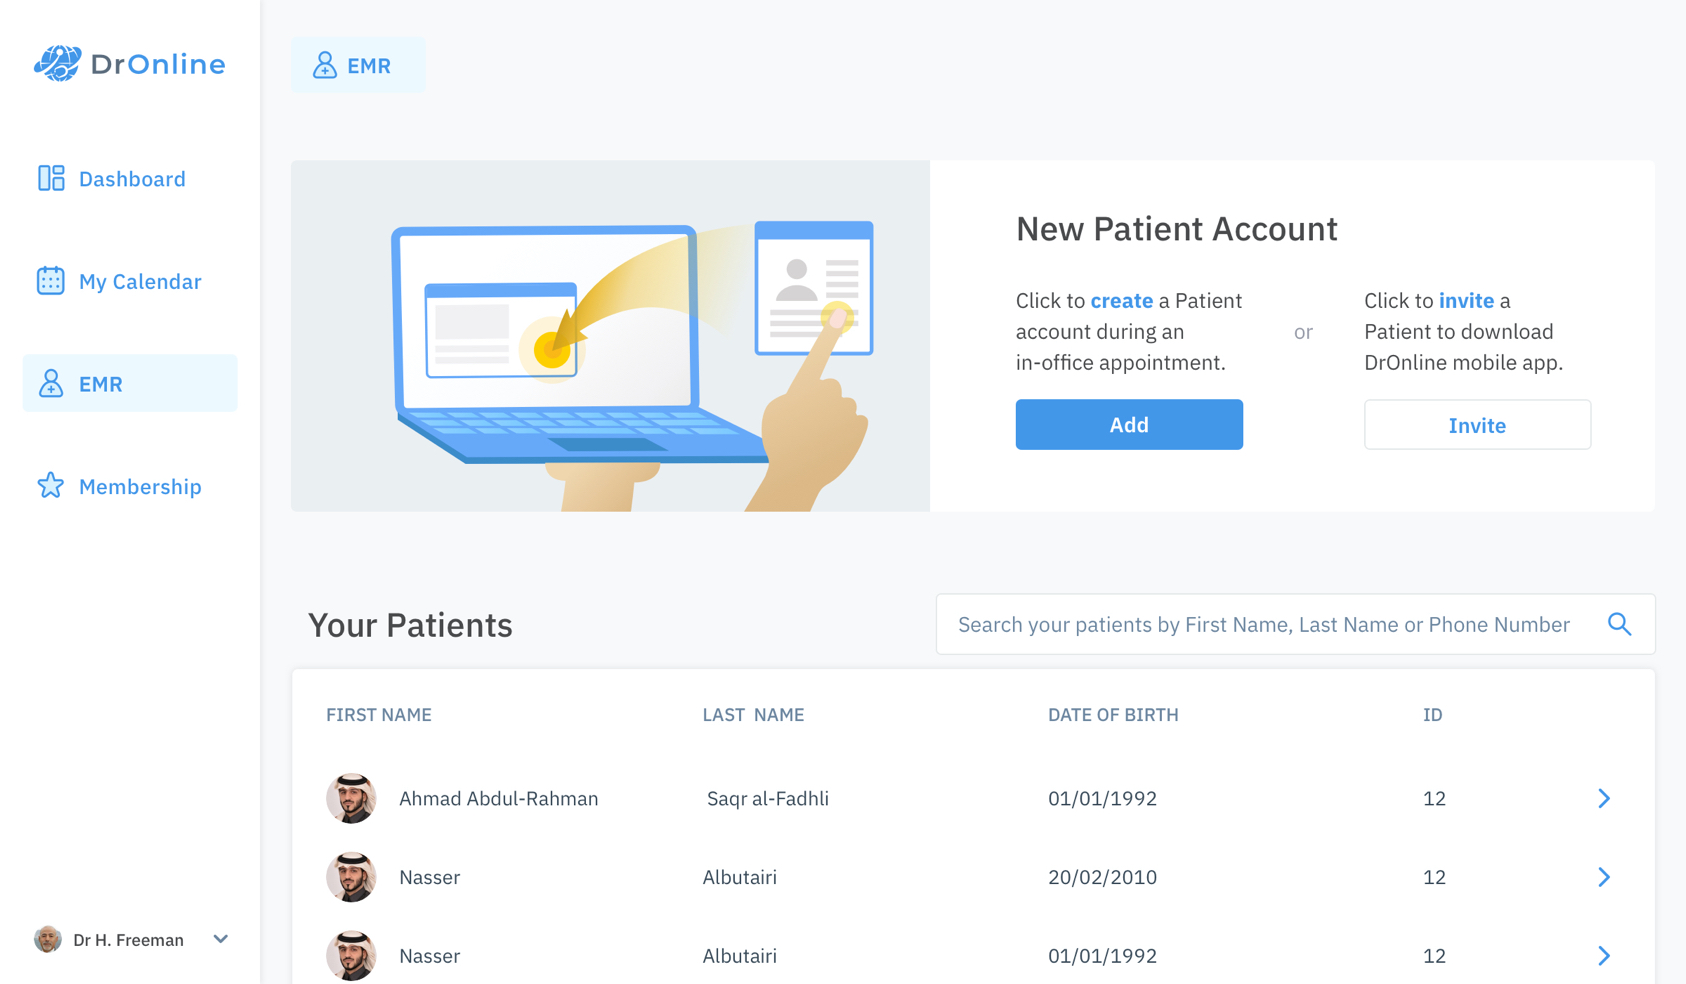 DrOnline
EMR
Dashboard
My Calendar
EMR
Membership
Dr H. Freeman
New Patient Account
Click to create a Patient
account during an
in-office appointment.
Add
or
Click to invite a
Patient to download
DrOnline mobile app.
Invite
Your Patients
Search your patients by First Name, Last Name or Phone Number
FIRST NAME LAST NAME DATE OF BIRTH ID
Ahmad Abdul-Rahman Saqr al-Fadhli 01/01/1992 12
Nasser Albutairi 20/02/2010 12
Nasser Albutairi 01/01/1992 12